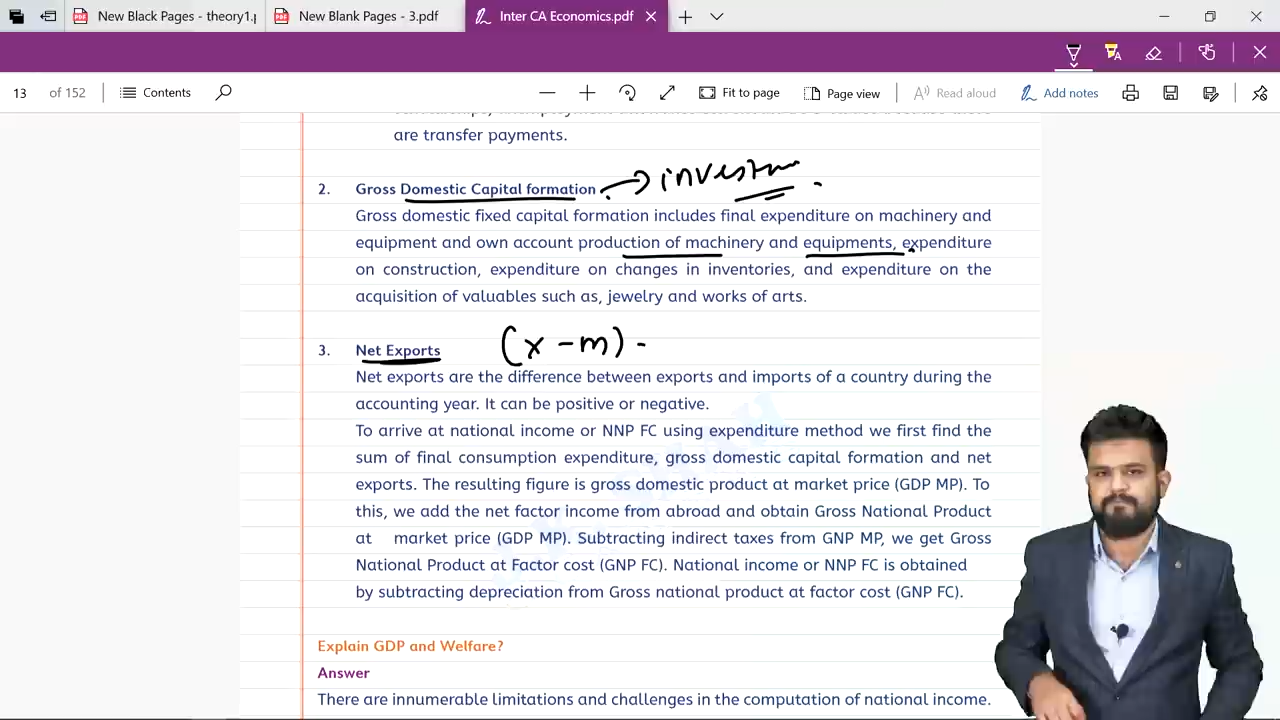 New Black Pages - theory1.p
New Blank Pages - 3.pdf
Inter CA Economics.pdf
13 of 152
Contents
Fit to page
Page view
Read aloud
Add notes
are transfer payments.
2. Gross Domestic Capital formation
Gross domestic fixed capital formation includes final expenditure on machinery and
equipment and own account production of machinery and equipments, expenditure
on construction, expenditure on changes in inventories, and expenditure on the
acquisition of valuables such as, jewelry and works of arts.
3. Net Exports (x - m) -
Net exports are the difference between exports and imports of a country during the
accounting year. It can be positive or negative.
To arrive at national income or NNP FC using expenditure method we first find the
sum of final consumption expenditure, gross domestic capital formation and net
exports. The resulting figure is gross domestic product at market price (GDP MP). To
this, we add the net factor income from abroad and obtain Gross National Product
at market price (GDP MP). Subtracting indirect taxes from GNP MP, we get Gross
National Product at Factor cost (GNP FC). National income or NNP FC is obtained
by subtracting depreciation from Gross national product at factor cost (GNP FC).
Explain GDP and Welfare?
Answer
There are innumerable limitations and challenges in the computation of national income.